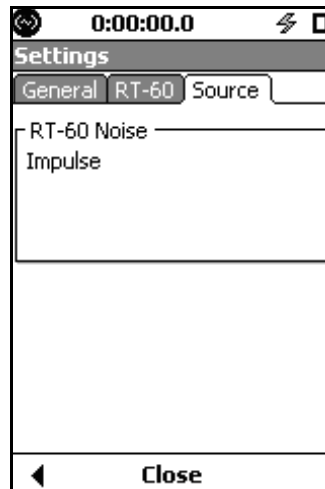 0:00:00.0
Settings
General RT-60 Source
RT-60 Noise
Impulse
Close